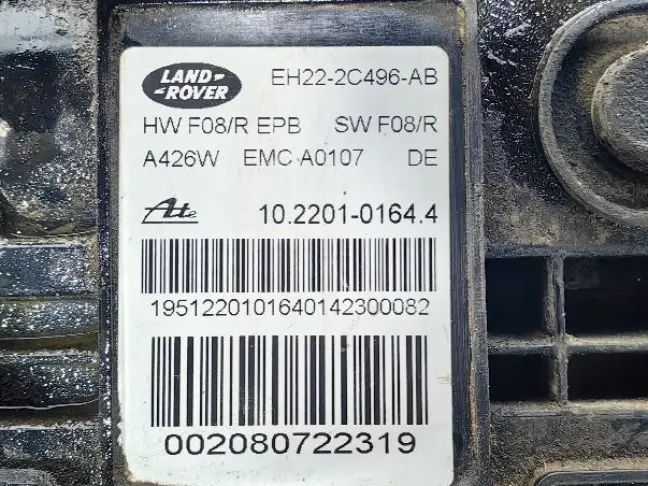 LAND-ROVER EH22-2C496-AB
HW F08/R EPB SW F08/R
A426W EMC A0107 DE
Ate 10.2201-0164.4
1951220101640142300082
002080722319